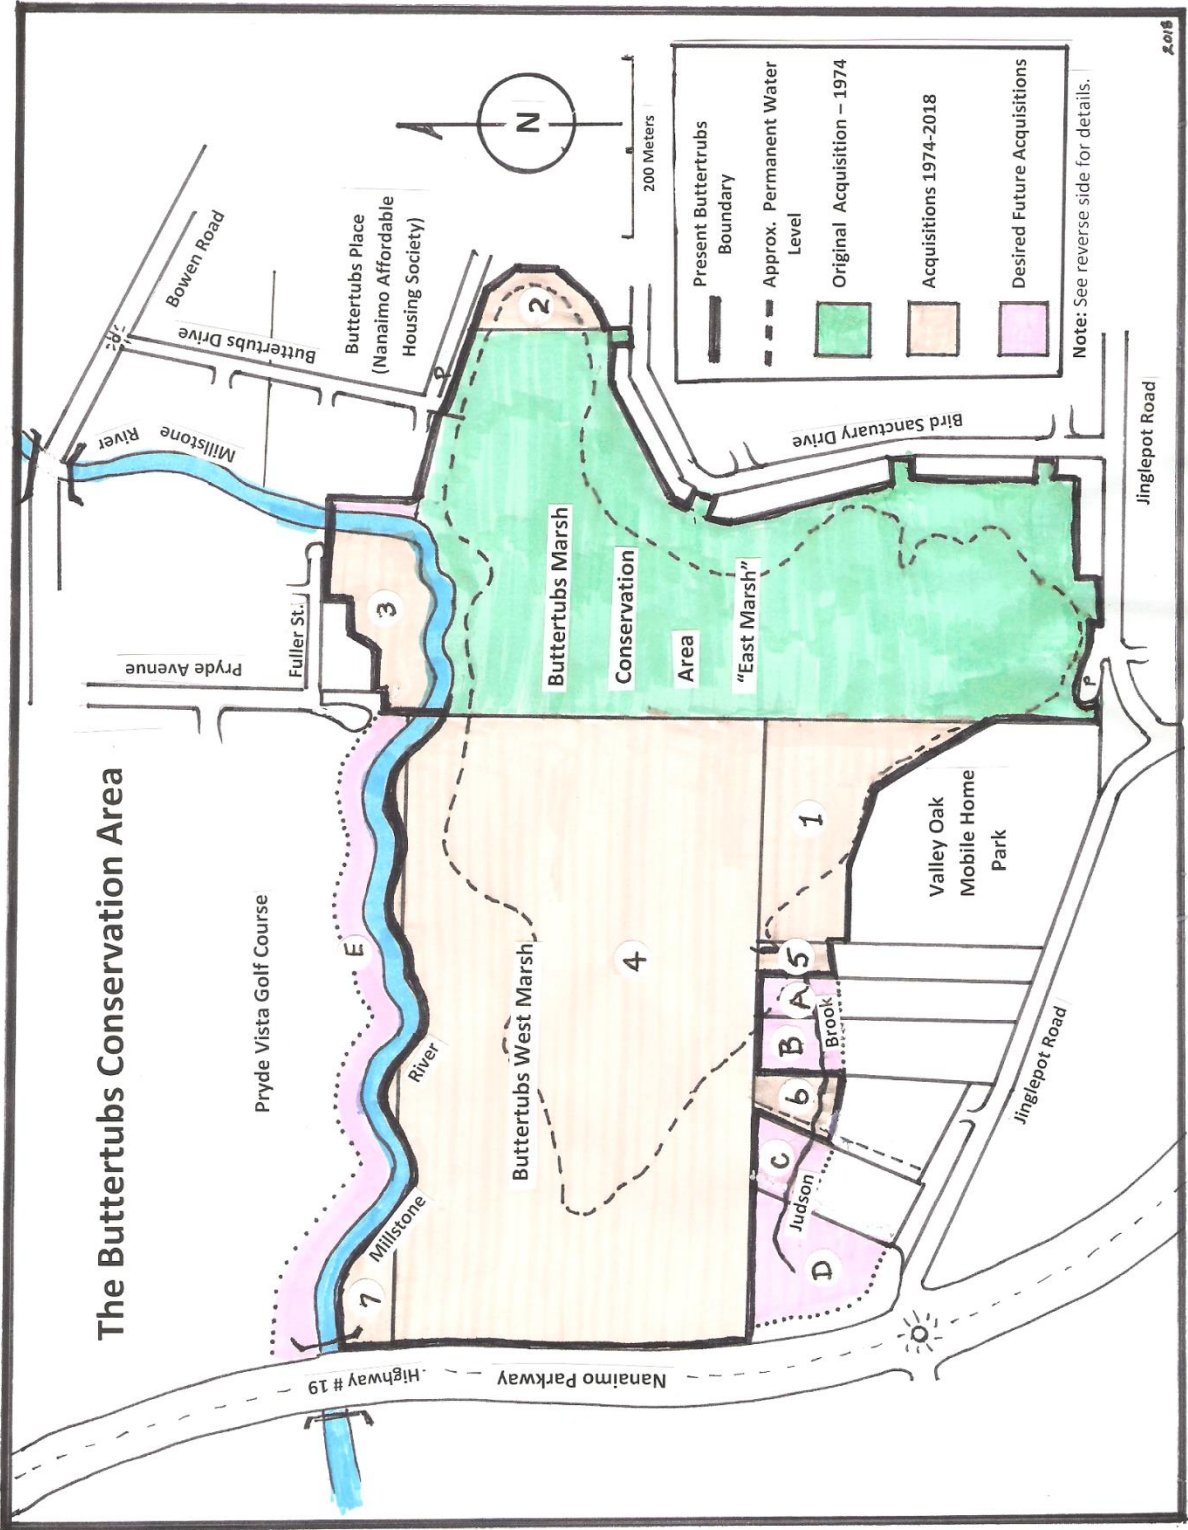 The Buttertubs Conservation Area
Bowen Road
Buttertubs Drive
Buttertubs Place
(Nanaimo Affordable
Housing Society)
P
Millstone River
Pryde Avenue
Fuller St.
Pryde Vista Golf Course
Highway # 19
Nanaimo Parkway
N
200 Meters
Present Buttertrubs
Boundary
Approx. Permanent Water
Level
Original Acquisition – 1974
Acquisitions 1974-2018
Desired Future Acquisitions
Note: See reverse side for details.
2018
Buttertubs Marsh
Conservation
Area
“East Marsh”
Buttertubs West Marsh
Millstone
River
Bird Sanctuary Drive
Jinglepot Road
Valley Oak
Mobile Home
Park
P
Jinglepot Road
Judson
Brook
1
2
3
4
5
6
7
A
B
C
D
E